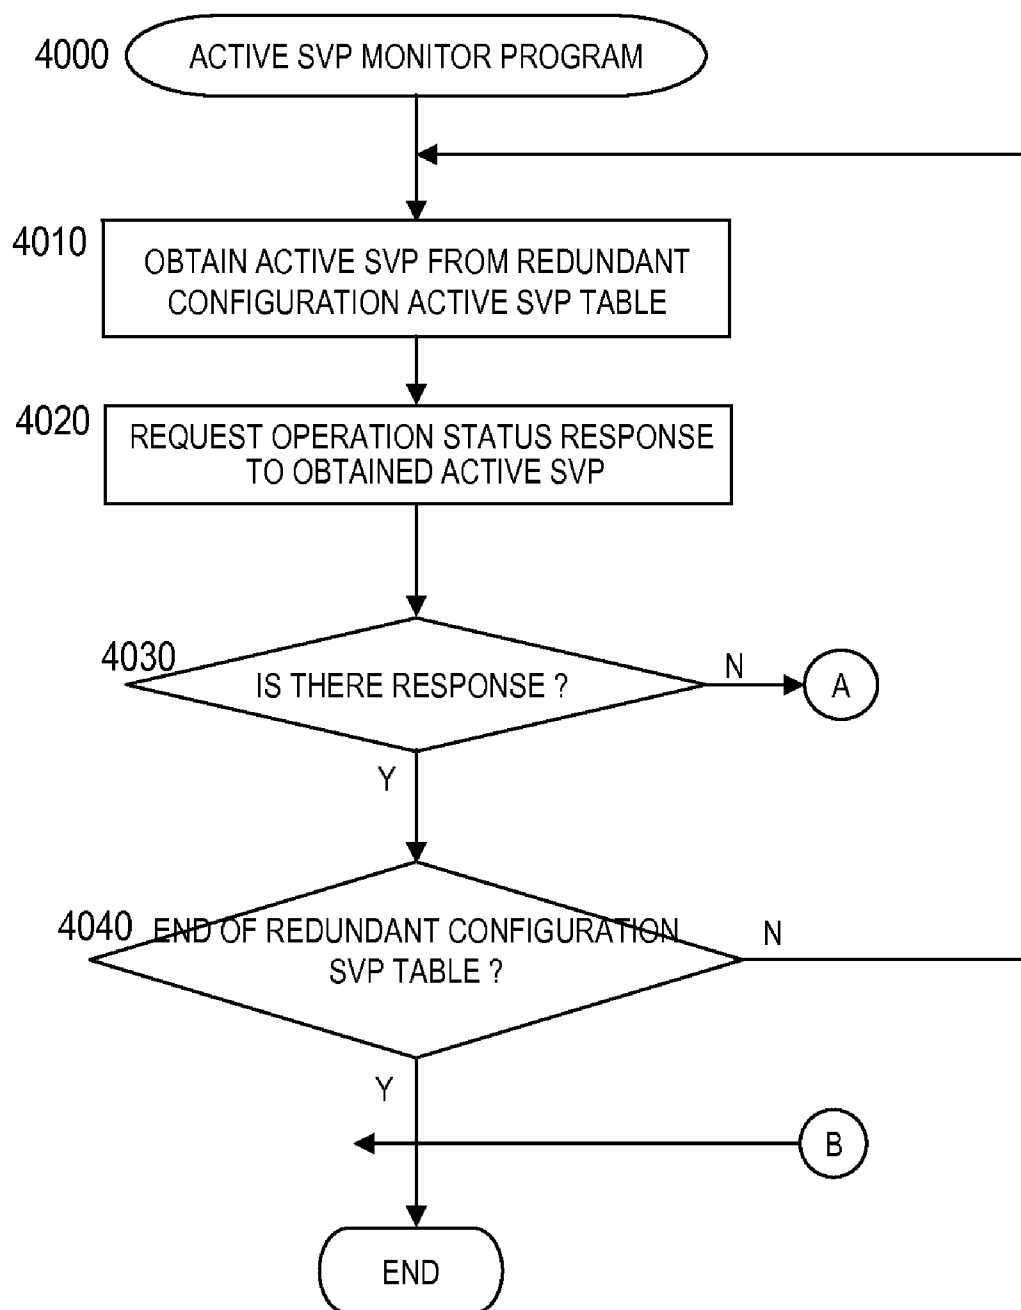 4000
ACTIVE SVP MONITOR PROGRAM
4010
OBTAIN ACTIVE SVP FROM REDUNDANT
CONFIGURATION ACTIVE SVP TABLE
4020
REQUEST OPERATION STATUS RESPONSE
TO OBTAINED ACTIVE SVP
4030
IS THERE RESPONSE ?
N
A
Y
4040
END OF REDUNDANT CONFIGURATION
SVP TABLE ?
N
Y
B
END